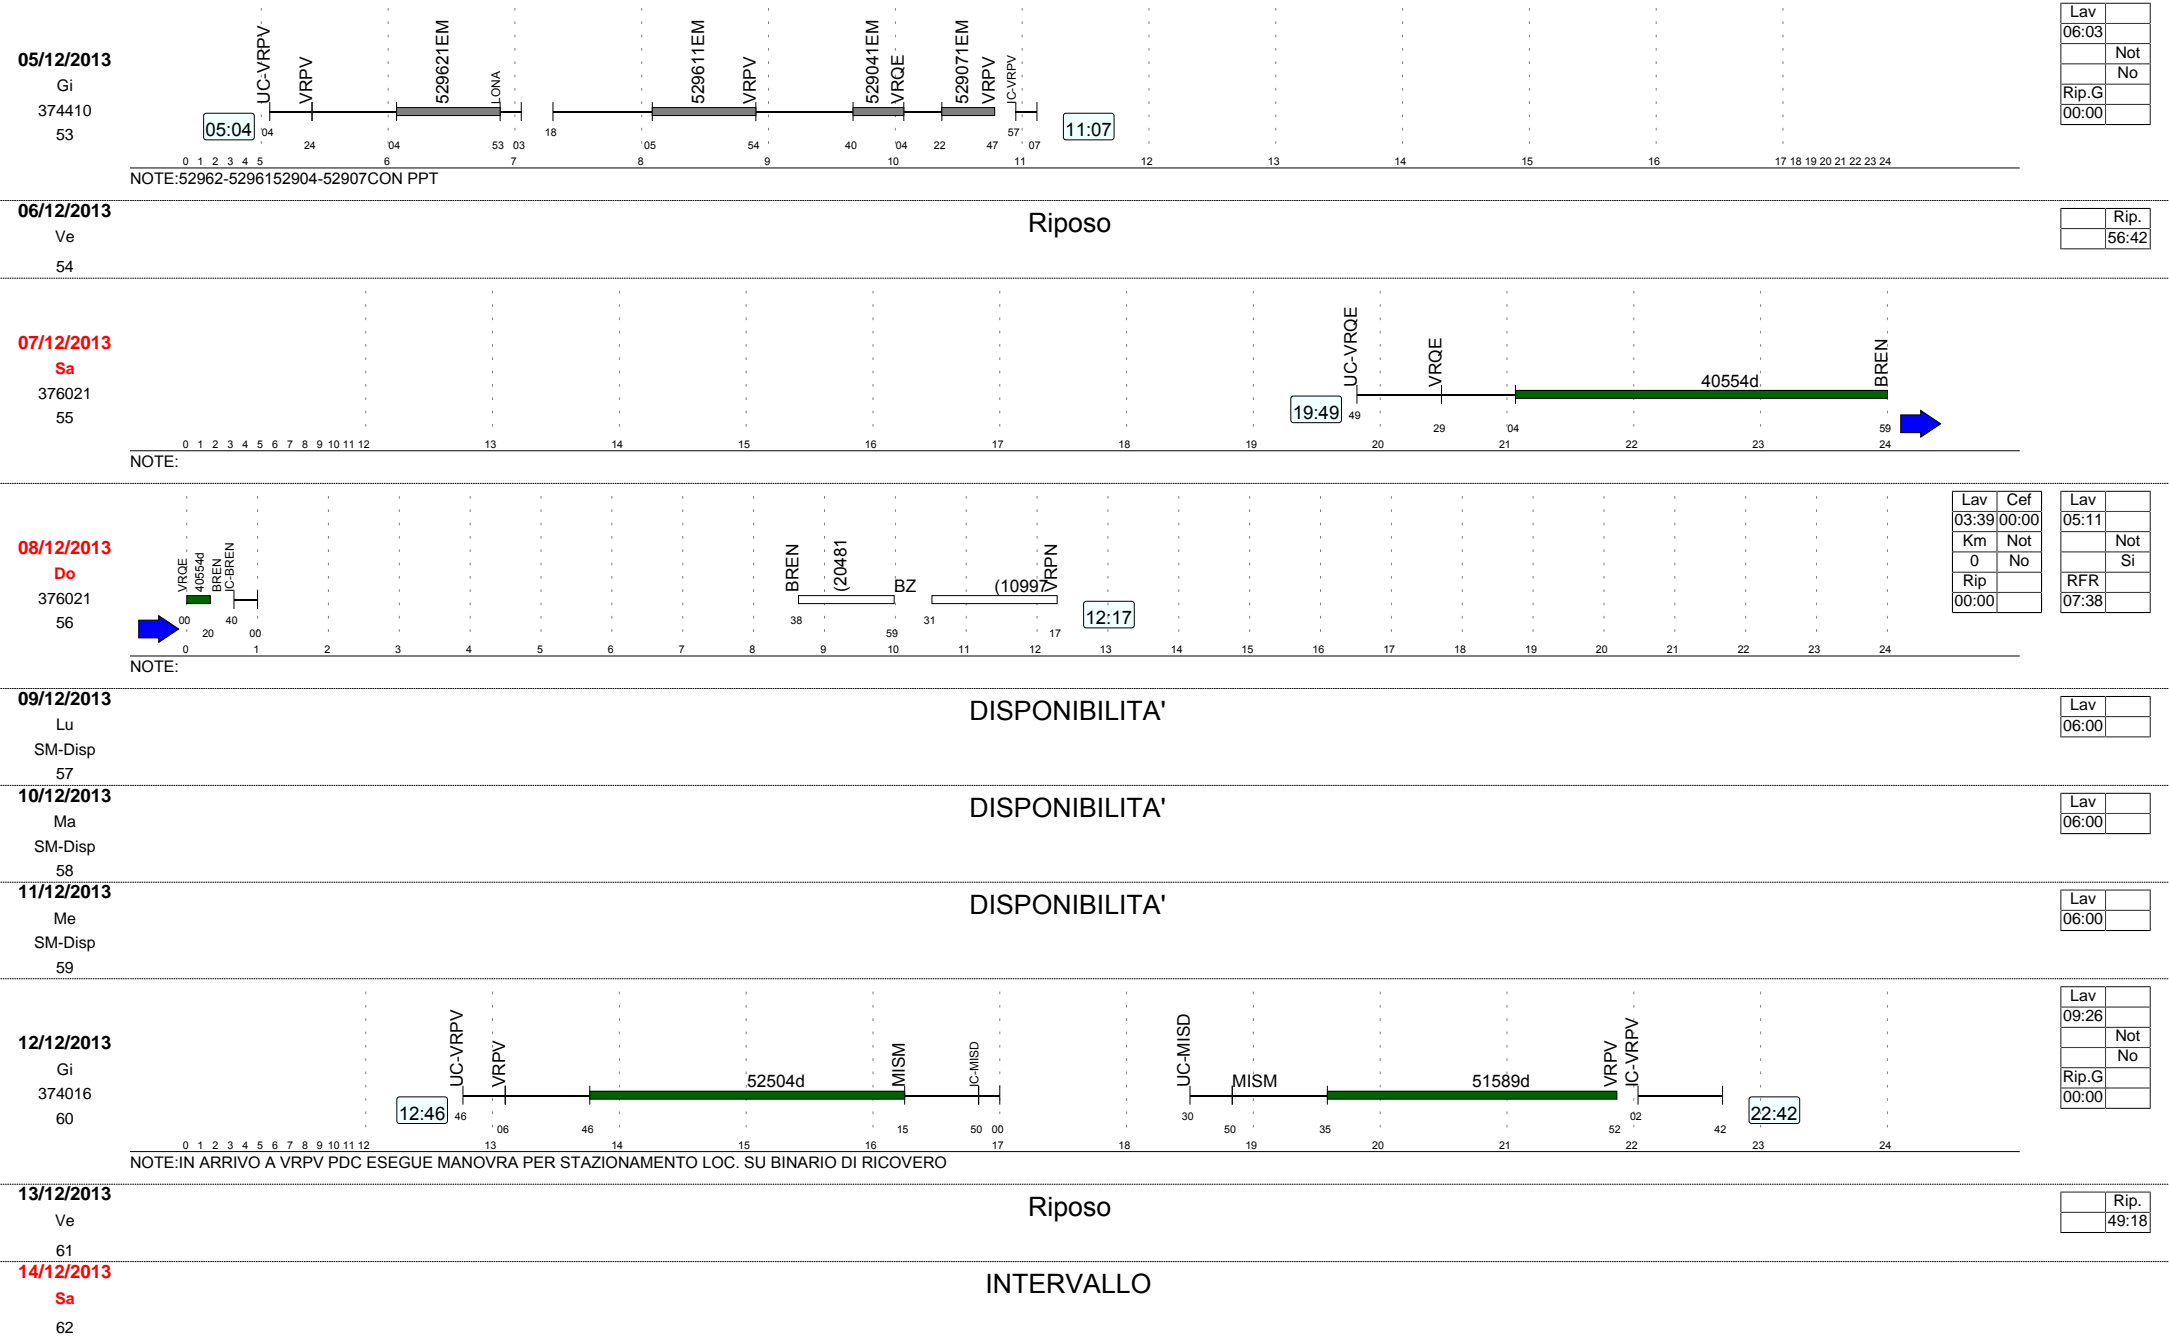 05/12/2013
Gi
374410
53
UC-VRPV VRPV 529621EM LONA 529611EM VRPV 529041EM VRQE 529071EM VRPV IC-VRPV
05:04 04 24 04 53 03 18 05 54 40 04 22 47 57 07 11:07
0 1 2 3 4 5 6 7 8 9 10 11 12 13 14 15 16 17 18 19 20 21 22 23 24
NOTE:52962-5296152904-52907CON PPT
Lav
06:03
Not
No
Rip.G
00:00
06/12/2013
Ve
54
Riposo
Rip.
56:42
07/12/2013
Sa
376021
55
UC-VRQE VRQE 40554d BREN
19:49 49 29 04 59
0 1 2 3 4 5 6 7 8 9 10 11 12 13 14 15 16 17 18 19 20 21 22 23 24
NOTE:
08/12/2013
Do
376021
56
VRQE 40554d BREN IC-BREN BREN (20481 BZ (10997 VRPN
00 20 40 00 38 59 31 17 12:17
0 1 2 3 4 5 6 7 8 9 10 11 12 13 14 15 16 17 18 19 20 21 22 23 24
NOTE:
Lav Cef Lav
03:39 00:00 05:11
Km Not Not
0 No Si
Rip RFR
00:00 07:38
09/12/2013
Lu
SM-Disp
57
DISPONIBILITA'
Lav
06:00
10/12/2013
Ma
SM-Disp
58
DISPONIBILITA'
Lav
06:00
11/12/2013
Me
SM-Disp
59
DISPONIBILITA'
Lav
06:00
12/12/2013
Gi
374016
60
UC-VRPV VRPV 52504d MISM IC-MISD UC-MISD MISM 51589d VRPV IC-VRPV
12:46 46 06 46 15 50 00 30 50 35 52 02 42 22:42
0 1 2 3 4 5 6 7 8 9 10 11 12 13 14 15 16 17 18 19 20 21 22 23 24
NOTE:IN ARRIVO A VRPV PDC ESEGUE MANOVRA PER STAZIONAMENTO LOC. SU BINARIO DI RICOVERO
Lav
09:26
Not
No
Rip.G
00:00
13/12/2013
Ve
61
Riposo
Rip.
49:18
14/12/2013
Sa
62
INTERVALLO